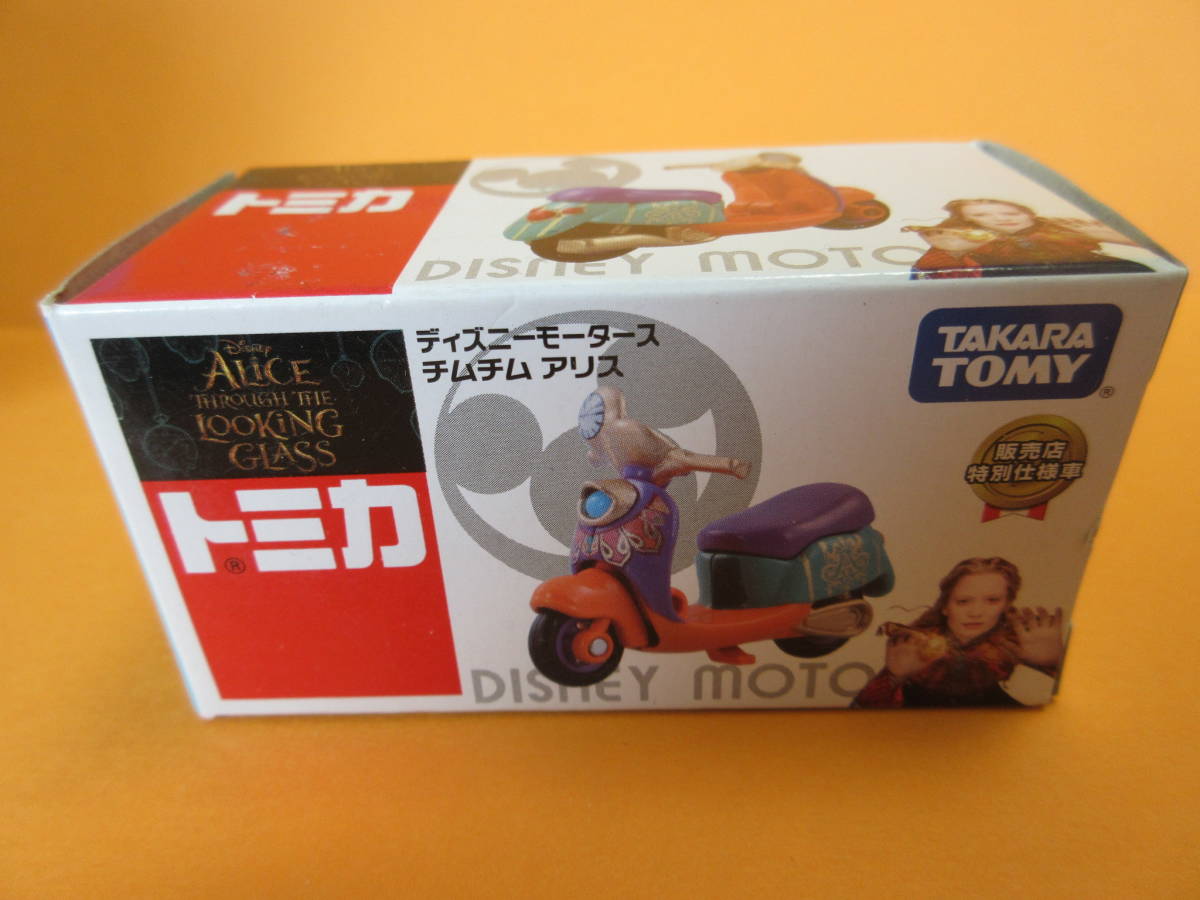 トミカ
DISNEY MOTO
Disney
ALICE
THROUGH THE
LOOKING
GLASS
トミカ
®
ディズニーモータース
チムチム アリス
TAKARA
TOMY
®
販売店
特別仕様車
DISNEY MOTO